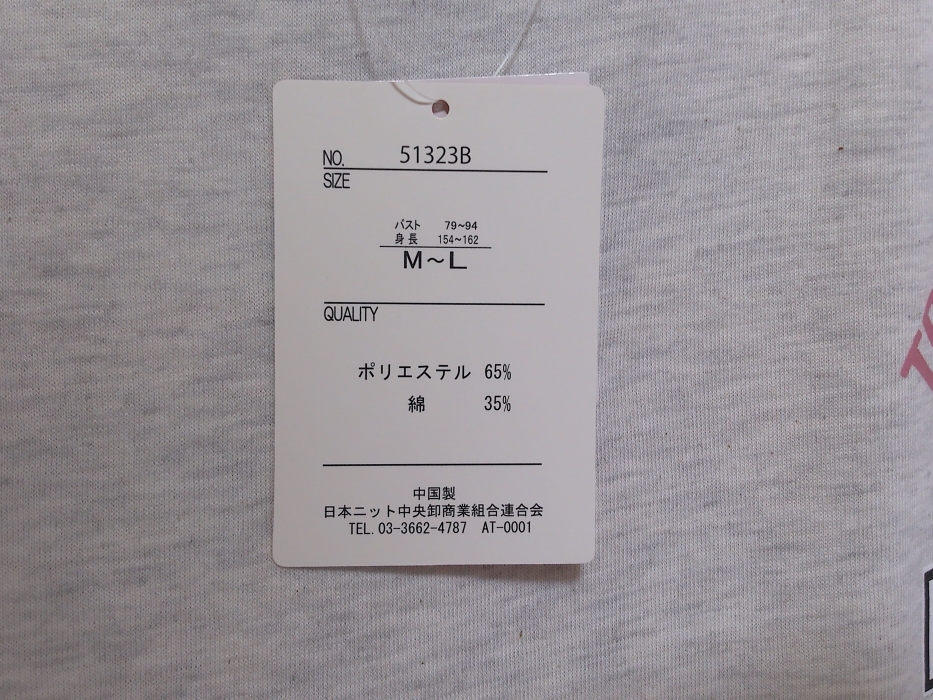 NO. 51323B
SIZE
バスト 79~94
身長 154~162
M~L
QUALITY
ポリエステル 65%
綿 35%
中国製
日本ニット中央卸商業組合連合会
TEL.03-3662-4787 AT-0001